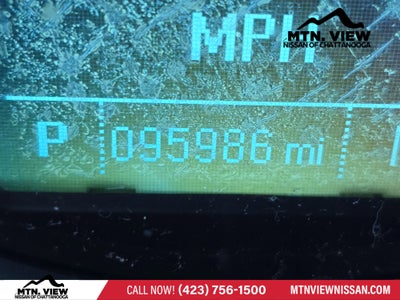 MTN. VIEW
NISSAN OF CHATTANOOGA
MPH
P 095986 mi
MTN. VIEW
NISSAN OF CHATTANOOGA
CALL NOW! (423) 756-1500
MTNVIEWNISSAN.COM